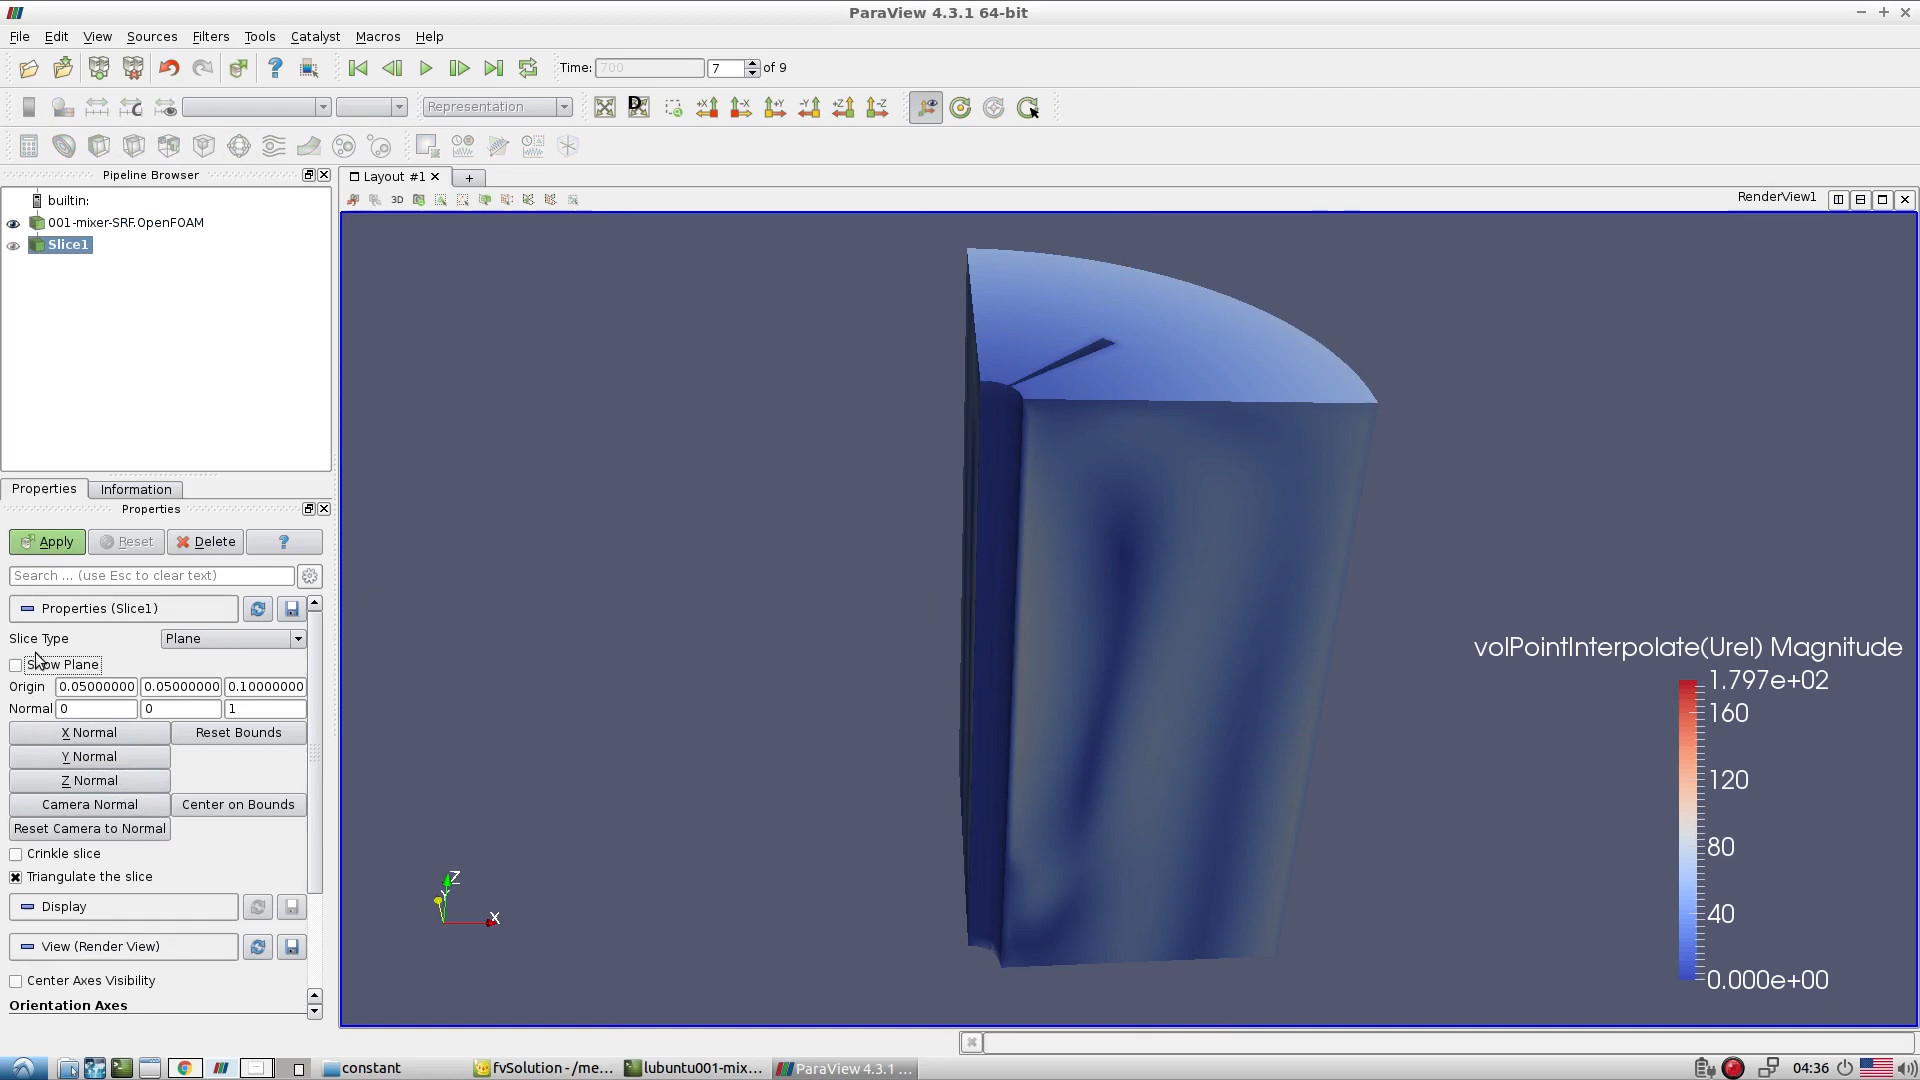 ParaView 4.3.1 64-bit
File Edit View Sources Filters Tools Catalyst Macros Help
Time: 700 7 of 9
Representation
D +X -X +Y -Y +Z -Z
Pipeline Browser
Layout #1
builtin:
3D
RenderView1
001-mixer-SRF.OpenFOAM
Slice1
Properties Information
Properties
Apply Reset Delete ?
Search ... (use Esc to clear text)
Properties (Slice1)
Slice Type Plane
Show Plane
Origin 0.05000000 0.05000000 0.10000000
Normal 0 0 1
X Normal Reset Bounds
Y Normal
Z Normal
Camera Normal Center on Bounds
Reset Camera to Normal
Crinkle slice
Triangulate the slice
Display
View (Render View)
Center Axes Visibility
Orientation Axes
volPointInterpolate(Urel) Magnitude
1.797e+02
160
120
80
40
0.000e+00
Z
Y
X
constant fvSolution - /me... lubuntu001-mix... ParaView 4.3.1 ... 04:36